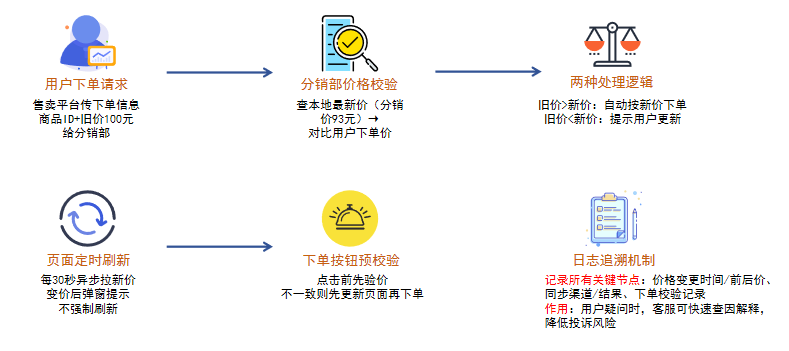 用户下单请求
售卖平台传下单信息
商品ID+旧价100元
给分销部
分销部价格校验
查本地最新价（分销
价93元）→
对比用户下单价
两种处理逻辑
旧价>新价：自动按新价下单
旧价<新价：提示用户更新
页面定时刷新
每30秒异步拉新价
变价后弹窗提示
不强制刷新
下单按钮预校验
点击前先验价
不一致则先更新页面再下单
日志追溯机制
记录所有关键节点：价格变更时间/前后价、
同步渠道/结果、下单校验记录
作用：用户疑问时，客服可快速查因解释，
降低投诉风险